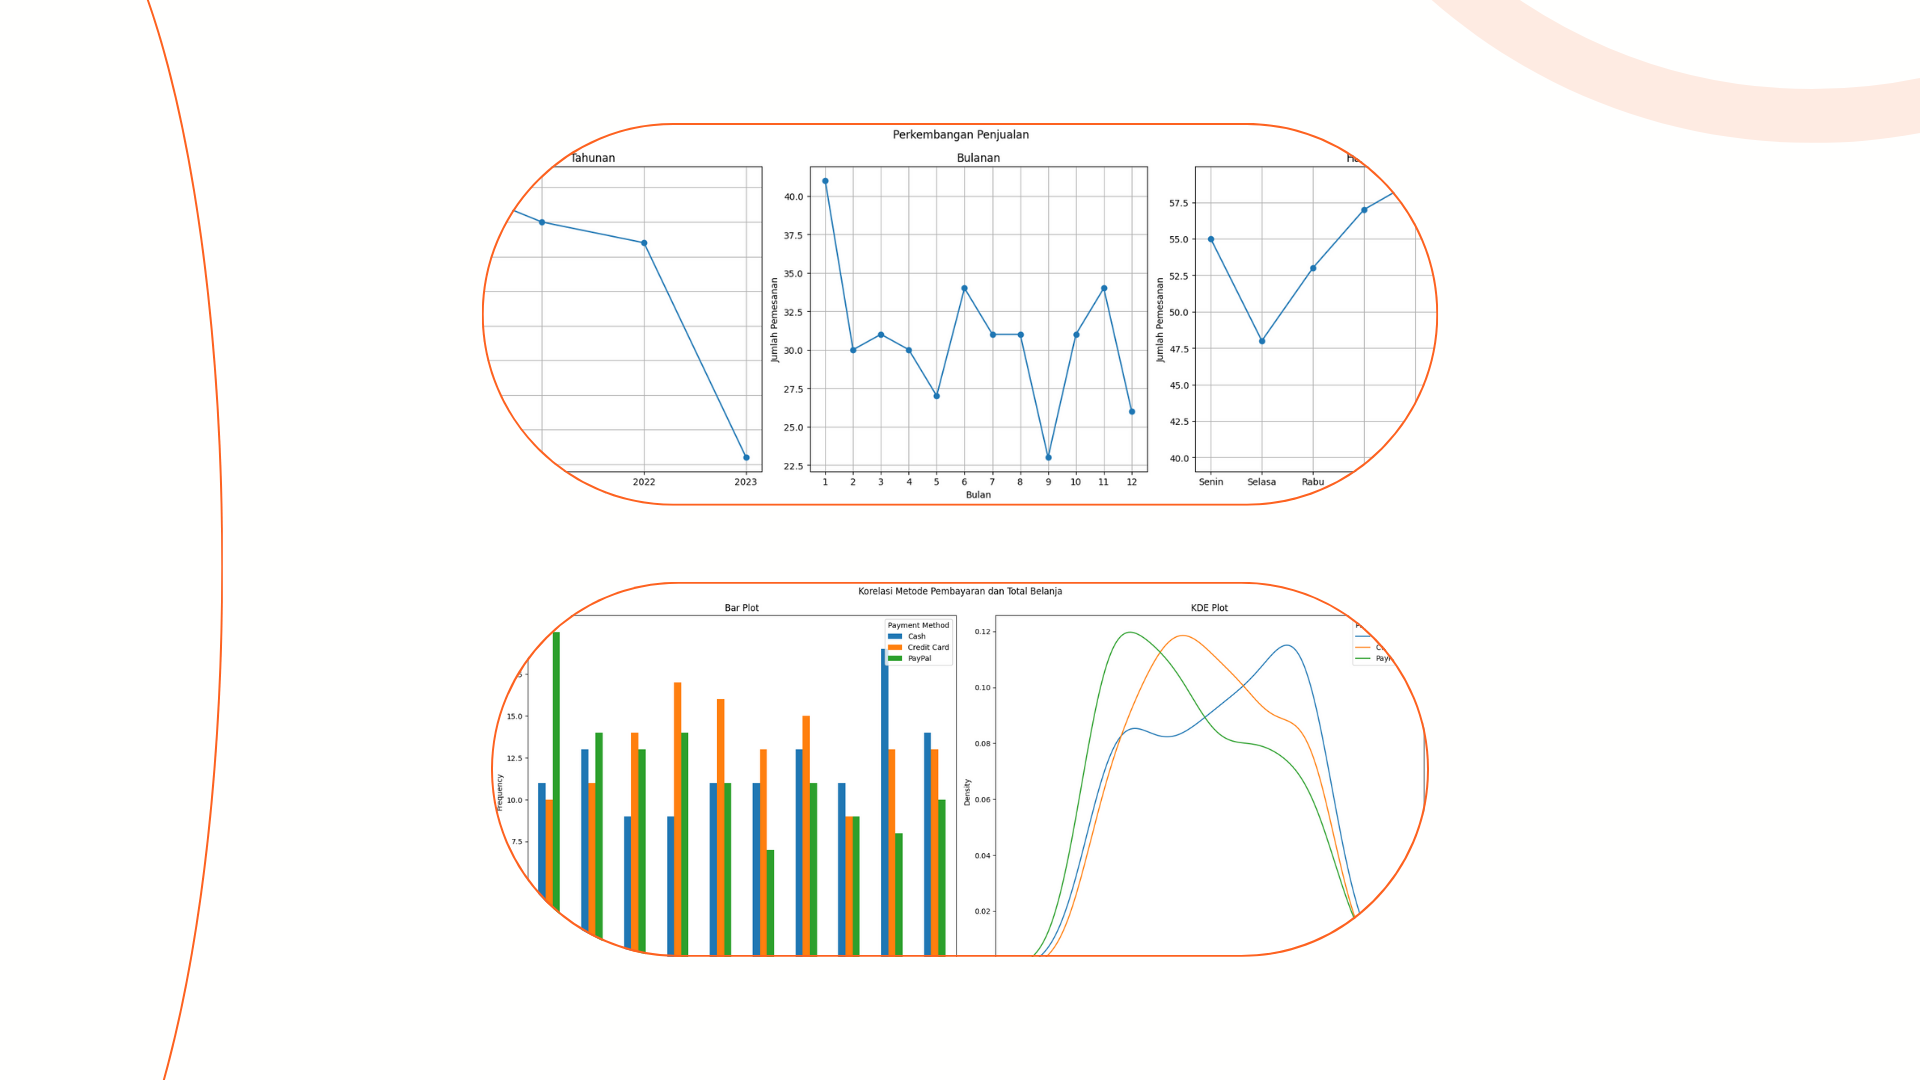 Perkembangan Penjualan
Tahunan
Bulanan
Jumlah Pemesanan
40.0
37.5
35.0
32.5
30.0
27.5
25.0
22.5
57.5
55.0
52.5
50.0
47.5
45.0
42.5
40.0
Jumlah Pemesanan
2022 2023
1 2 3 4 5 6 7 8 9 10 11 12
Bulan
Senin Selasa Rabu
Korelasi Metode Pembayaran dan Total Belanja
Bar Plot
Payment Method
Cash
Credit Card
PayPal
Frequency
15.0
12.5
10.0
7.5
KDE Plot
Density
0.12
0.10
0.08
0.06
0.04
0.02